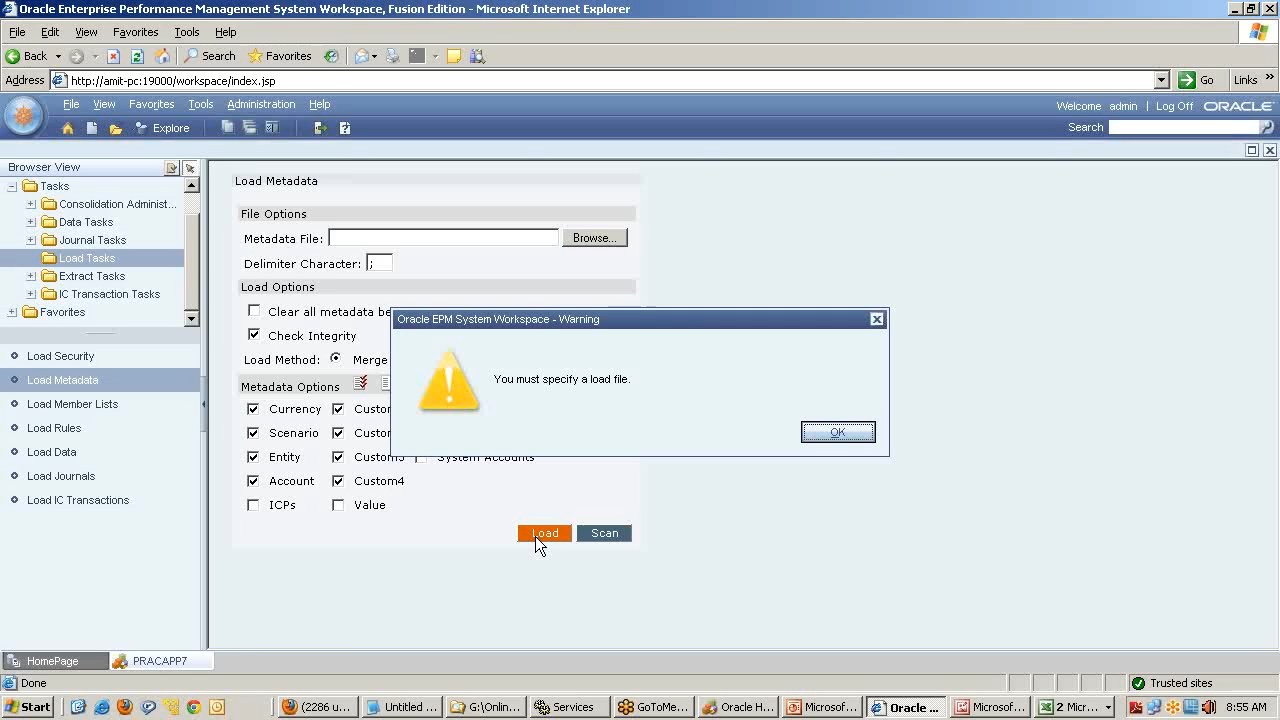 Oracle Enterprise Performance Management System Workspace, Fusion Edition - Microsoft Internet Explorer
File Edit View Favorites Tools Help
Back Search Favorites
Address http://amit-pc:19000/workspace/index.jsp Go Links »
File View Favorites Tools Administration Help Welcome admin | Log Off ORACLE
Explore Search
Browser View
Tasks
Consolidation Administ...
Data Tasks
Journal Tasks
Load Tasks
Extract Tasks
IC Transaction Tasks
Favorites
Load Security
Load Metadata
Load Member Lists
Load Rules
Load Data
Load Journals
Load IC Transactions
Load Metadata
File Options
Metadata File: Browse...
Delimiter Character: ;
Load Options
Clear all metadata be
Check Integrity
Load Method: Merge
Metadata Options
Currency Custo
Scenario Custo
Entity Custom3 System Accounts
Account Custom4
ICPs Value
Load Scan
Oracle EPM System Workspace - Warning
You must specify a load file.
OK
HomePage PRACAPP7
Done Trusted sites
Start (2286 u... Untitled ... G:\Onlin... Services GoToMe... Oracle H... Microsof... Oracle ... Microsof... 2 Micr... 8:55 AM